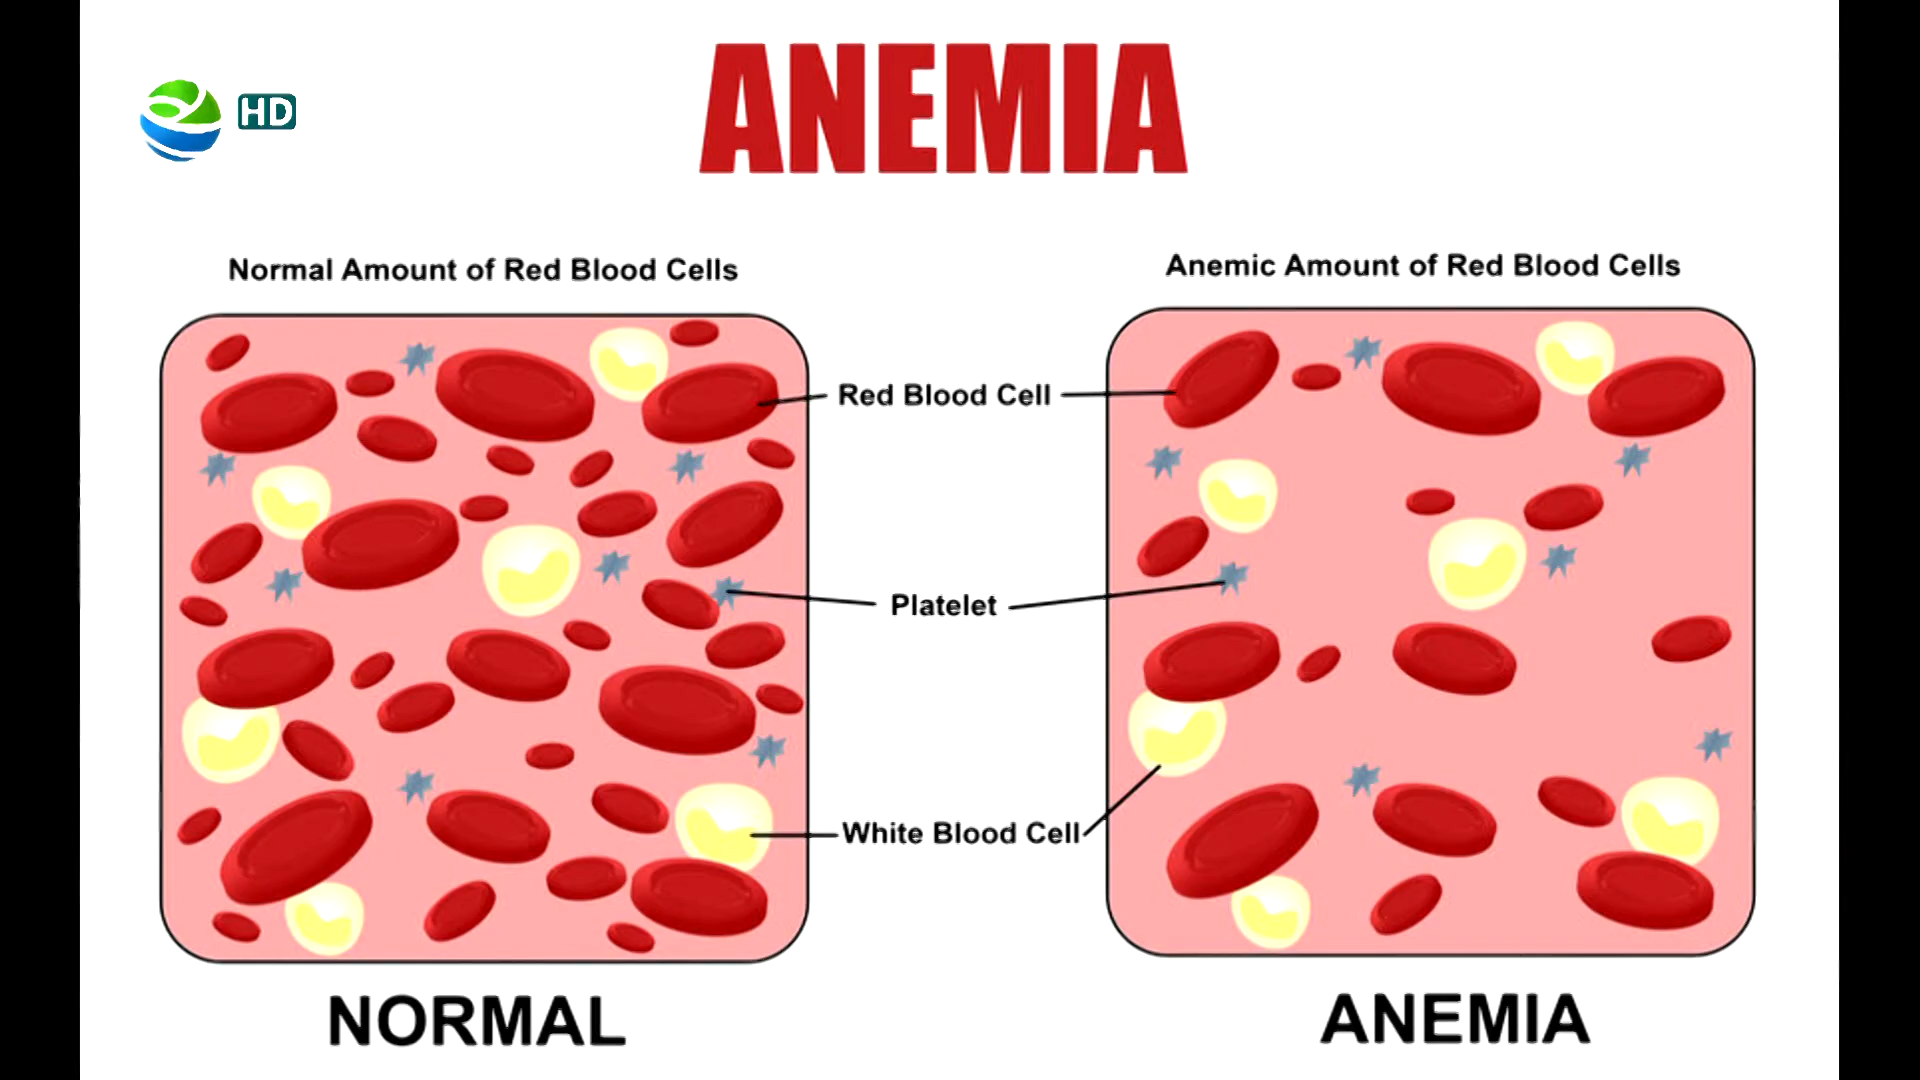 ANEMIA
HD
Normal Amount of Red Blood Cells
Anemic Amount of Red Blood Cells
Red Blood Cell
Platelet
White Blood Cell
NORMAL
ANEMIA